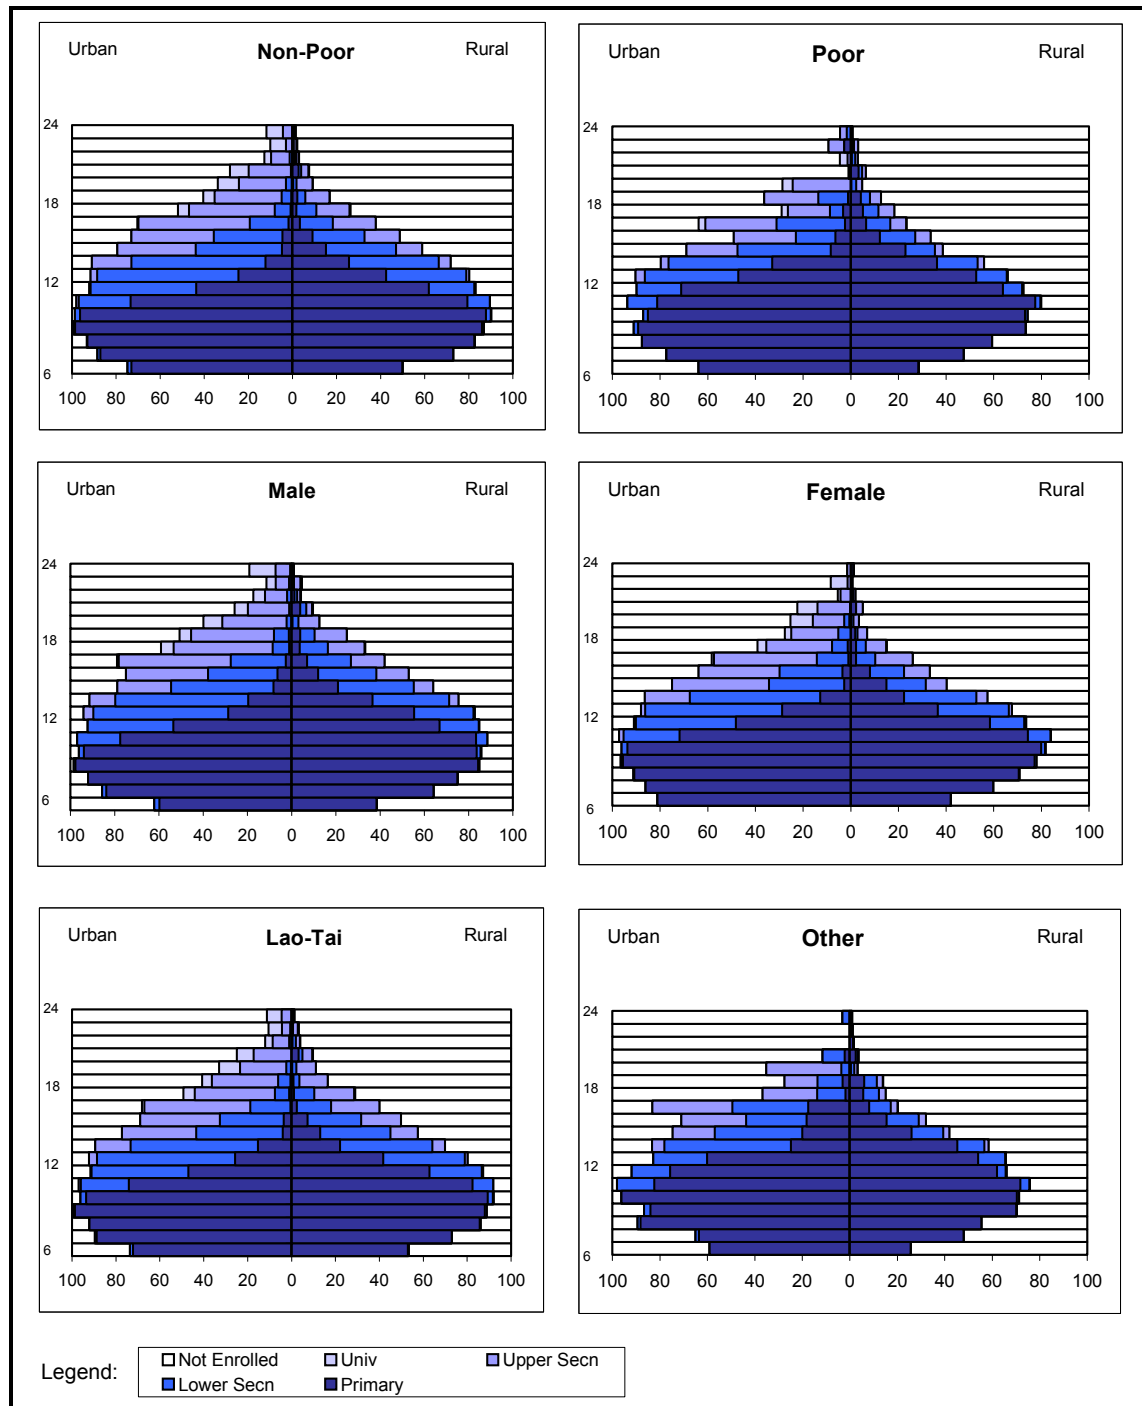 Urban Non-Poor Rural
24
18
12
6
100 80 60 40 20 0 20 40 60 80 100
Urban Poor Rural
24
18
12
6
100 80 60 40 20 0 20 40 60 80 100
Urban Male Rural
24
18
12
6
100 80 60 40 20 0 20 40 60 80 100
Urban Female Rural
24
18
12
6
100 80 60 40 20 0 20 40 60 80 100
Urban Lao-Tai Rural
24
18
12
6
100 80 60 40 20 0 20 40 60 80 100
Urban Other Rural
24
18
12
6
100 80 60 40 20 0 20 40 60 80 100
Legend:
Not Enrolled Univ Upper Secn
Lower Secn Primary